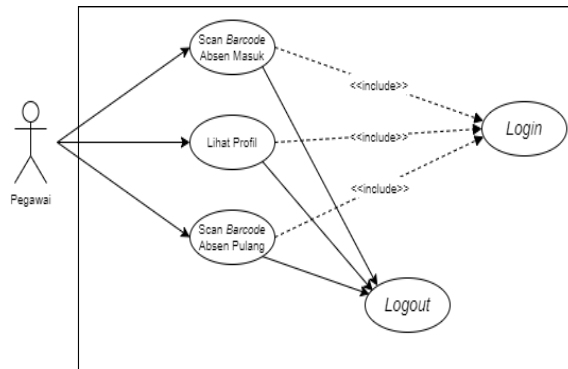 Scan Barcode
Absen Masuk
<<include>>
Login
Lihat Profil
<<include>>
Pegawai
<<include>>
Scan Barcode
Absen Pulang
Logout